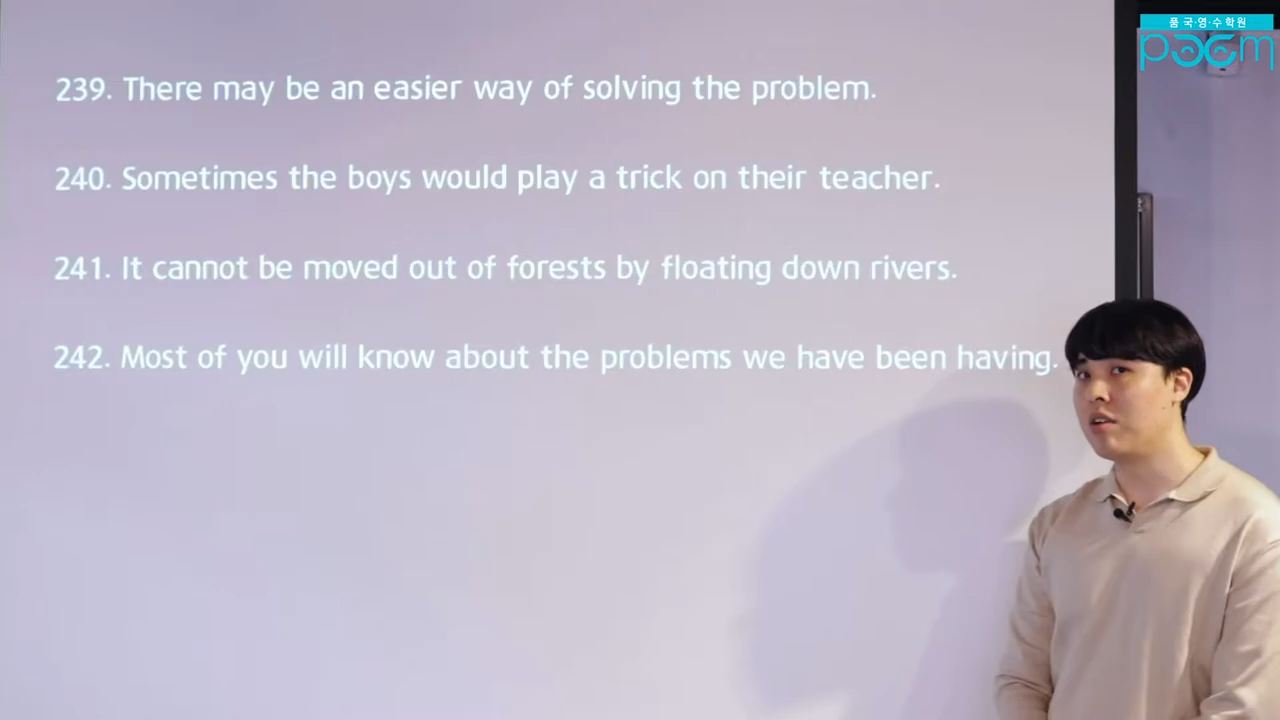 품 국·영·수학원
poem
239. There may be an easier way of solving the problem.
240. Sometimes the boys would play a trick on their teacher.
241. It cannot be moved out of forests by floating down rivers.
242. Most of you will know about the problems we have been having.